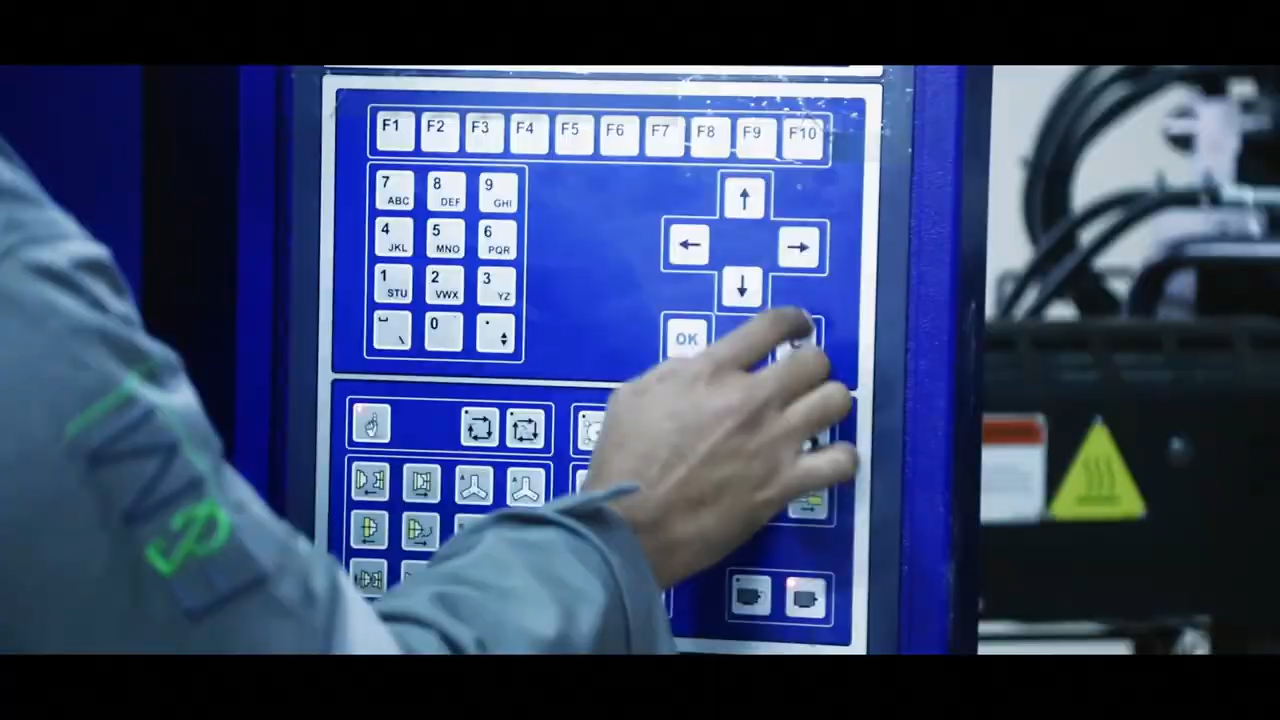 F1 F2 F3 F4 F5 F6 F7 F8 F9 F10
7 ABC 8 DEF 9 GHI
4 JKL 5 MNO 6 PQR
1 STU 2 VWX 3 YZ
0 .
OK C